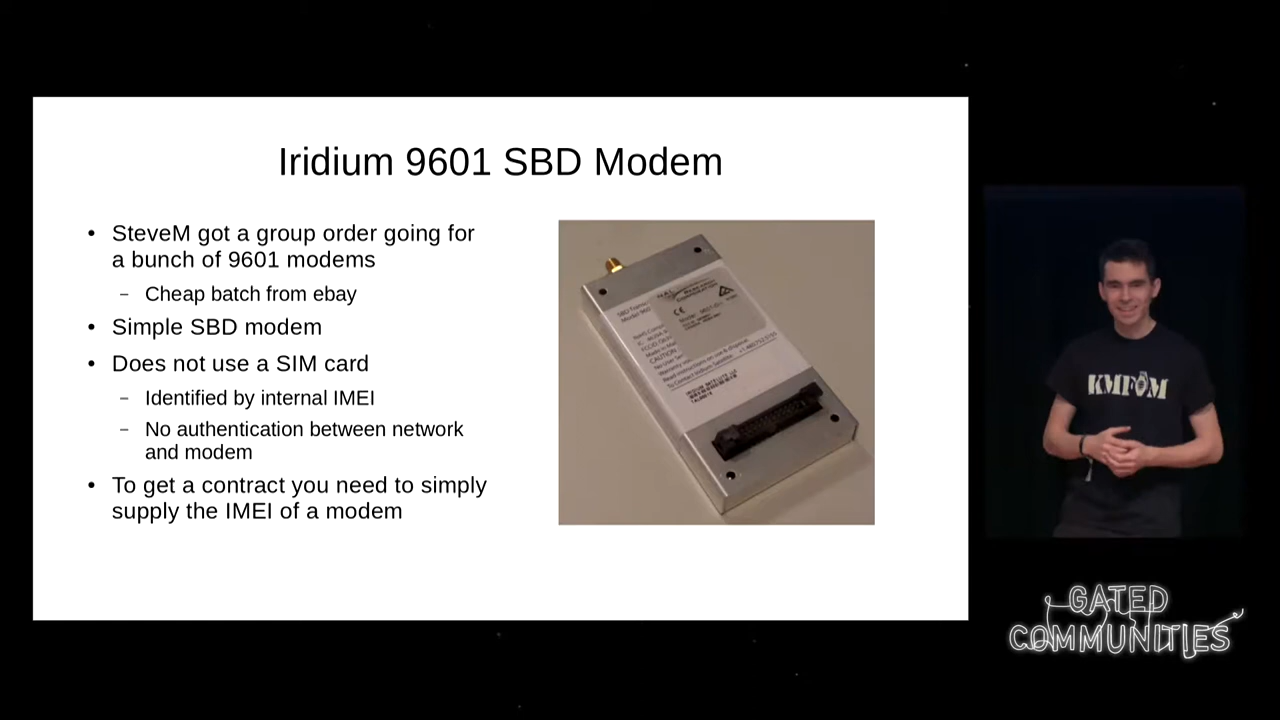 Iridium 9601 SBD Modem
• SteveM got a group order going for
a bunch of 9601 modems
– Cheap batch from ebay
• Simple SBD modem
• Does not use a SIM card
– Identified by internal IMEI
– No authentication between network
and modem
• To get a contract you need to simply
supply the IMEI of a modem
KMFDM
GATED
COMMUNITIES